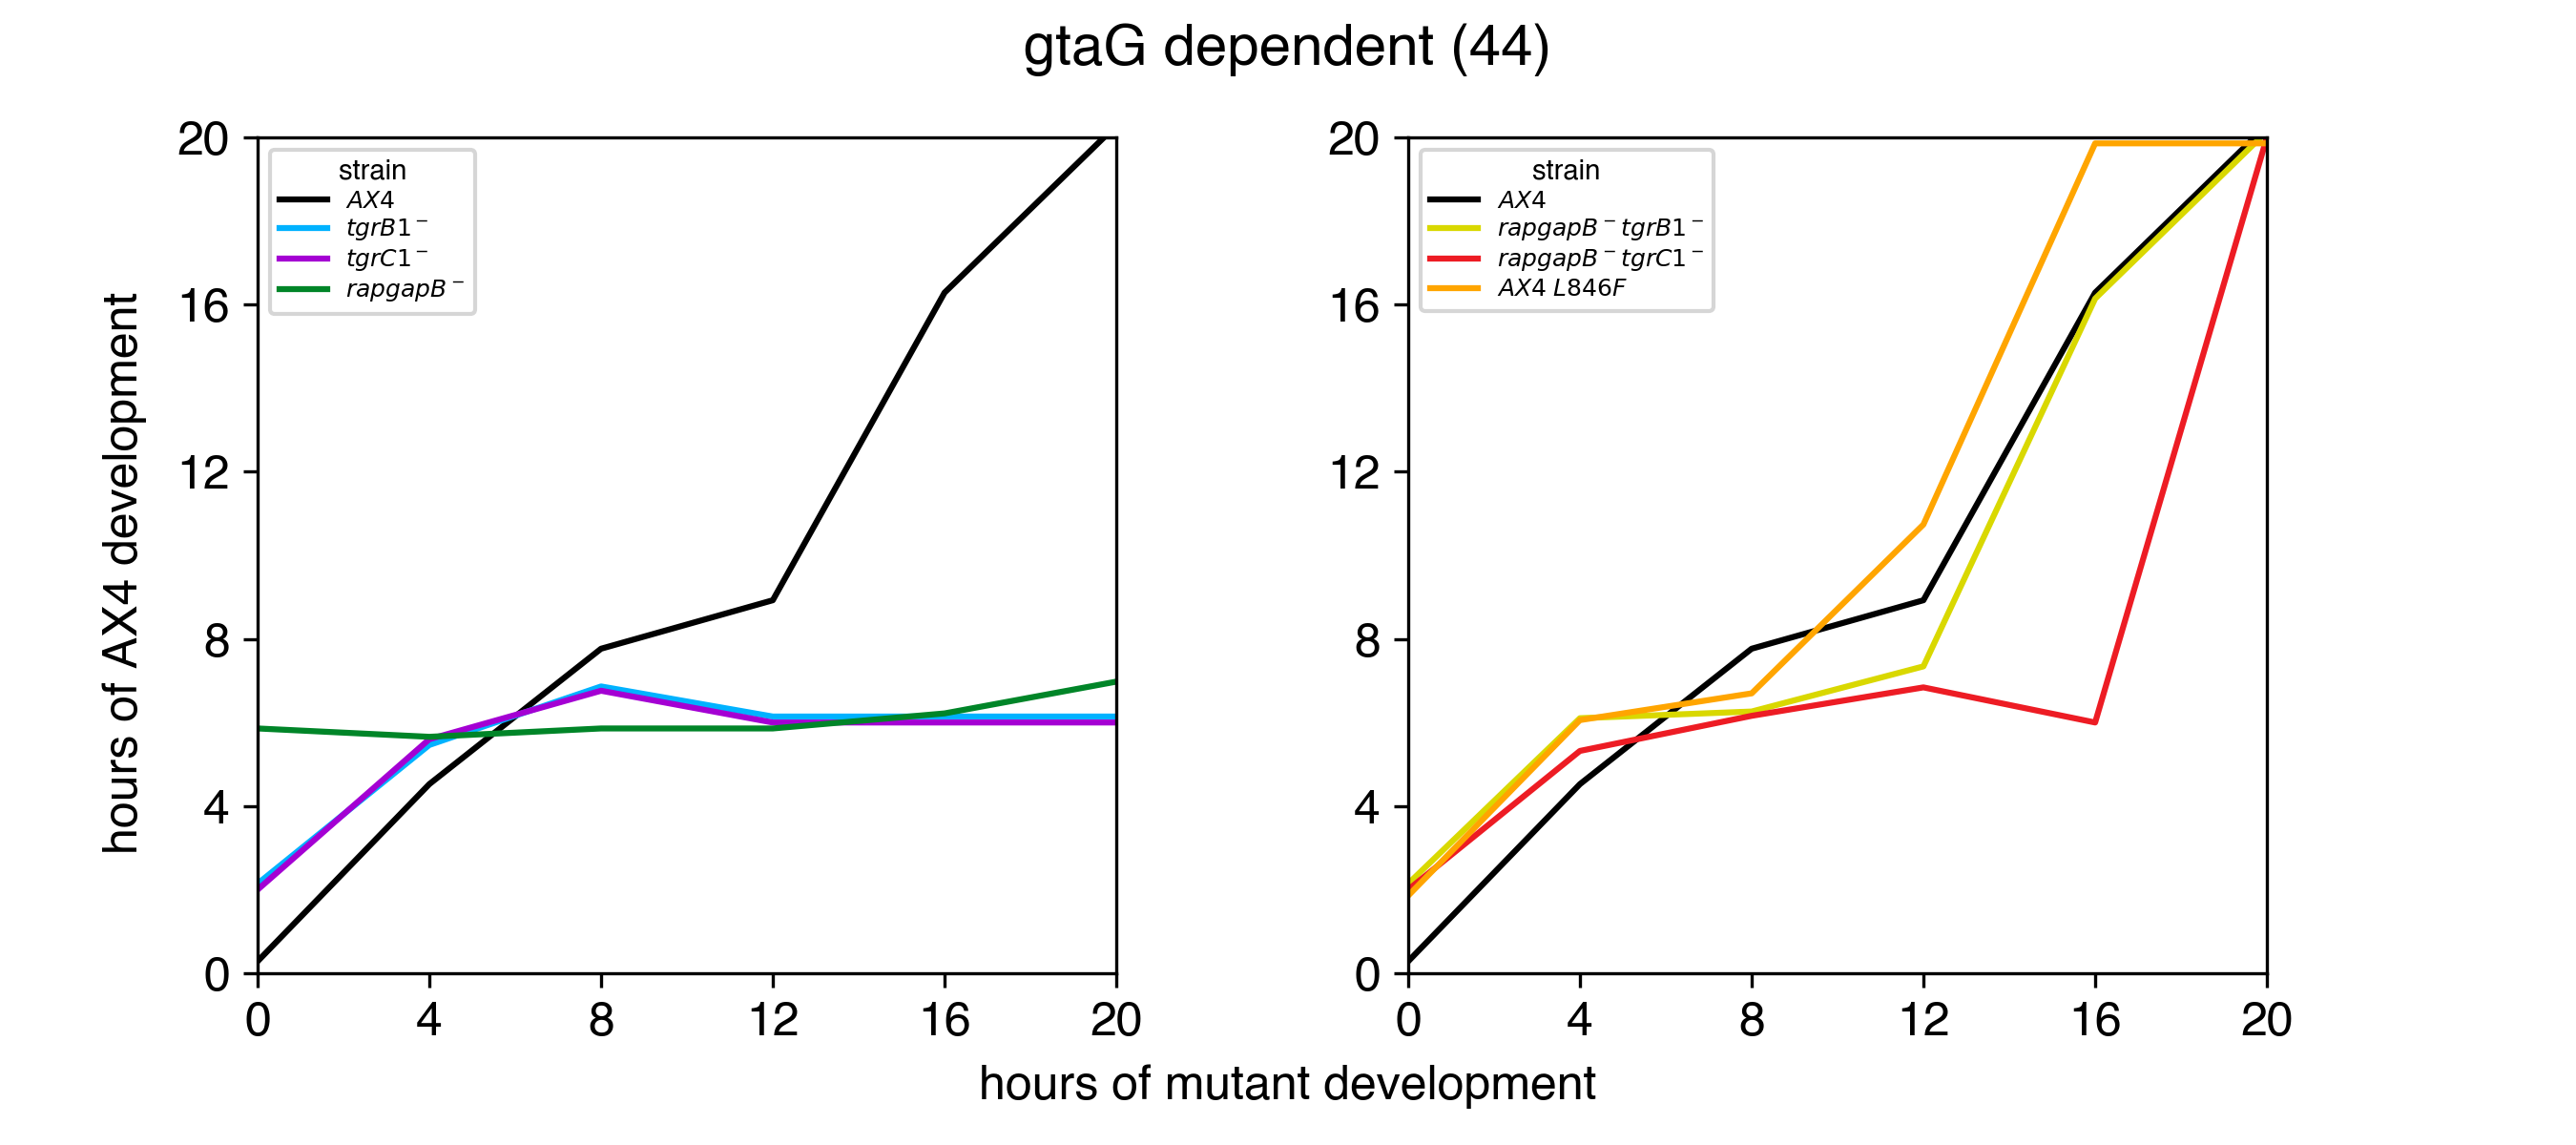 gtaG dependent (44)
hours of AX4 development
20
16
12
8
4
0
strain
AX4
tgrB1⁻
tgrC1⁻
rapgapB⁻
0 4 8 12 16 20
20
16
12
8
4
0
strain
AX4
rapgapB⁻tgrB1⁻
rapgapB⁻tgrC1⁻
AX4 L846F
0 4 8 12 16 20
hours of mutant development